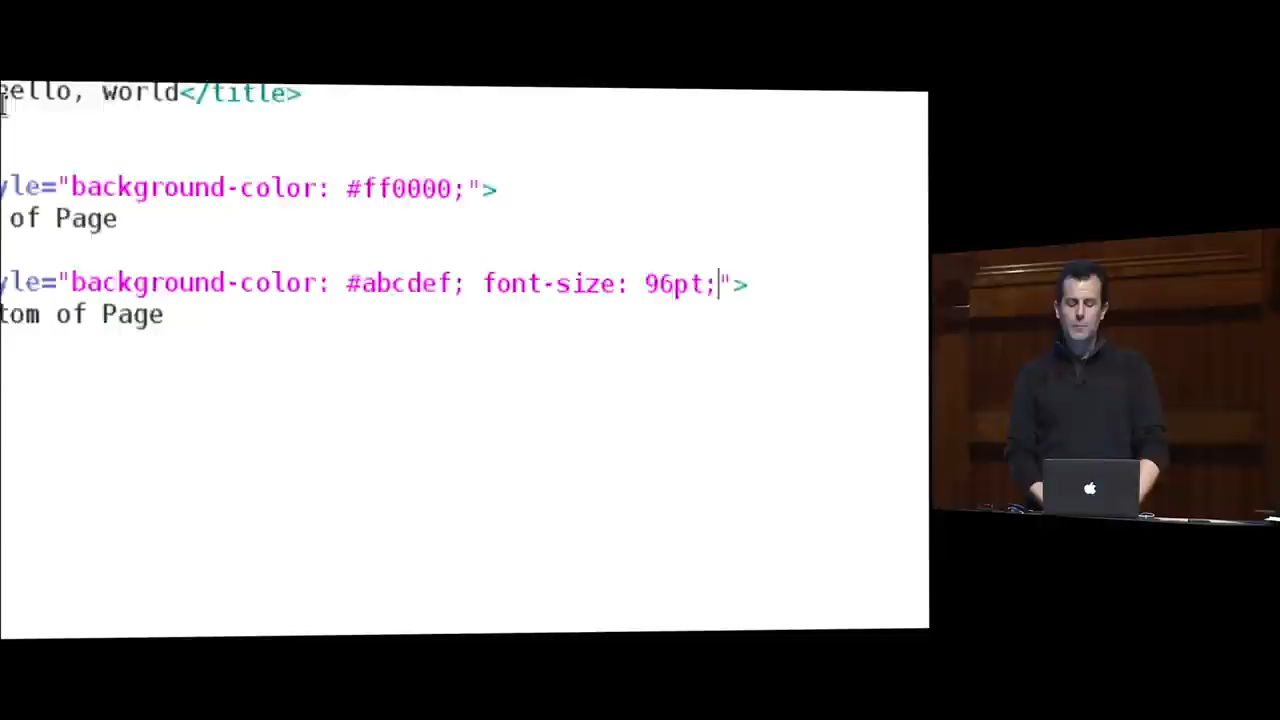 ello, world</title>
yle="background-color: #ff0000;">
of Page
yle="background-color: #abcdef; font-size: 96pt;">
tom of Page